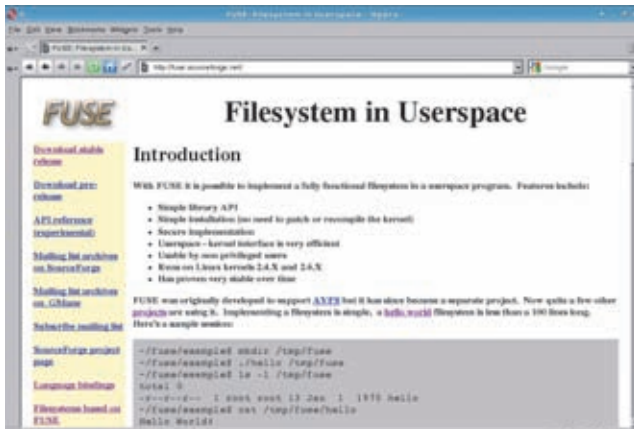 FUSE: Filesystem in Userspace - Opera
File Edit View Bookmarks Widgets Tools Help
FUSE: Filesystem in Us...
http://fuse.sourceforge.net/
Google
FUSE
Filesystem in Userspace
Download stable
release
Download pre-
release
API reference
(experimental)
Mailing list archives
on SourceForge
Mailing list archives
on GMane
Subscribe mailing list
SourceForge project
page
Language bindings
Filesystems based on
FUSE
Introduction
With FUSE it is possible to implement a fully functional filesystem in a userspace program. Features include:
Simple library API
Simple installation (no need to patch or recompile the kernel)
Secure implementation
Userspace - kernel interface is very efficient
Usable by non privileged users
Runs on Linux kernels 2.4.X and 2.6.X
Has proven very stable over time
FUSE was originally developed to support AVFS but it has since become a separate project. Now quite a few other
projects are using it. Implementing a filesystem is simple, a hello world filesystem is less than a 100 lines long.
Here's a sample session:
~/fuse/example$ mkdir /tmp/fuse
~/fuse/example$ ./hello /tmp/fuse
~/fuse/example$ ls -l /tmp/fuse
total 0
-r--r--r-- 1 root root 13 Jan 1 1970 hello
~/fuse/example$ cat /tmp/fuse/hello
Hello World!